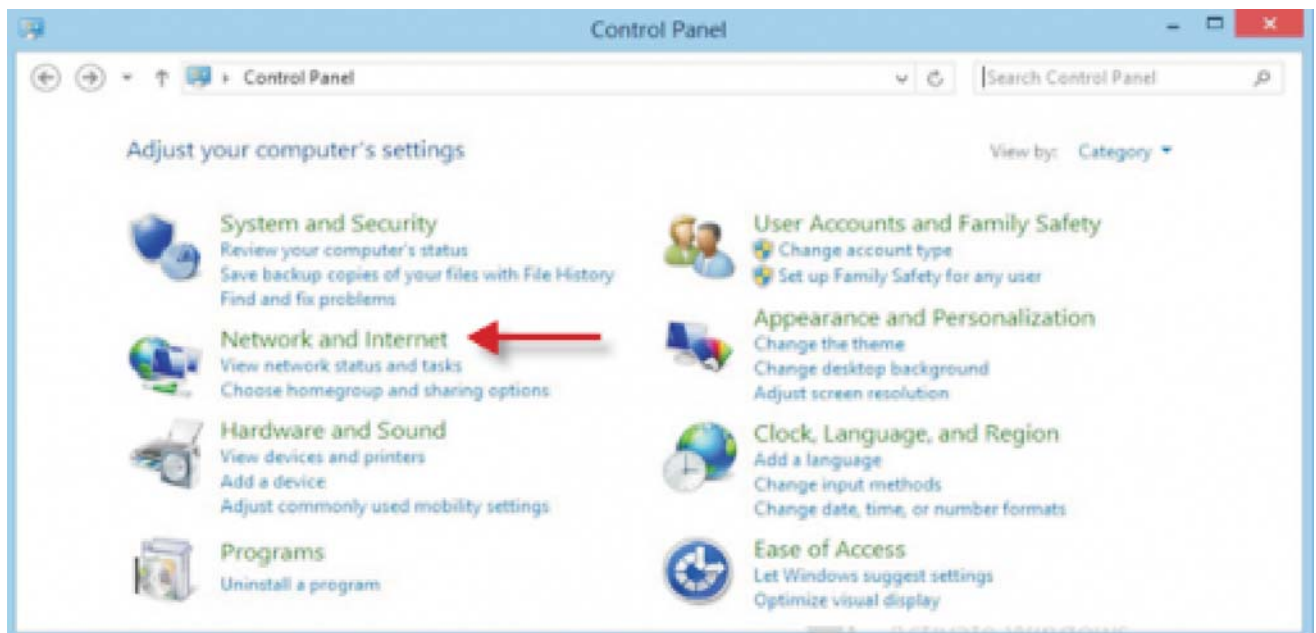 Control Panel
Control Panel
Search Control Panel
Adjust your computer's settings
View by: Category
System and Security
Review your computer's status
Save backup copies of your files with File History
Find and fix problems
Network and Internet
View network status and tasks
Choose homegroup and sharing options
Hardware and Sound
View devices and printers
Add a device
Adjust commonly used mobility settings
Programs
Uninstall a program
User Accounts and Family Safety
Change account type
Set up Family Safety for any user
Appearance and Personalization
Change the theme
Change desktop background
Adjust screen resolution
Clock, Language, and Region
Add a language
Change input methods
Change date, time, or number formats
Ease of Access
Let Windows suggest settings
Optimize visual display